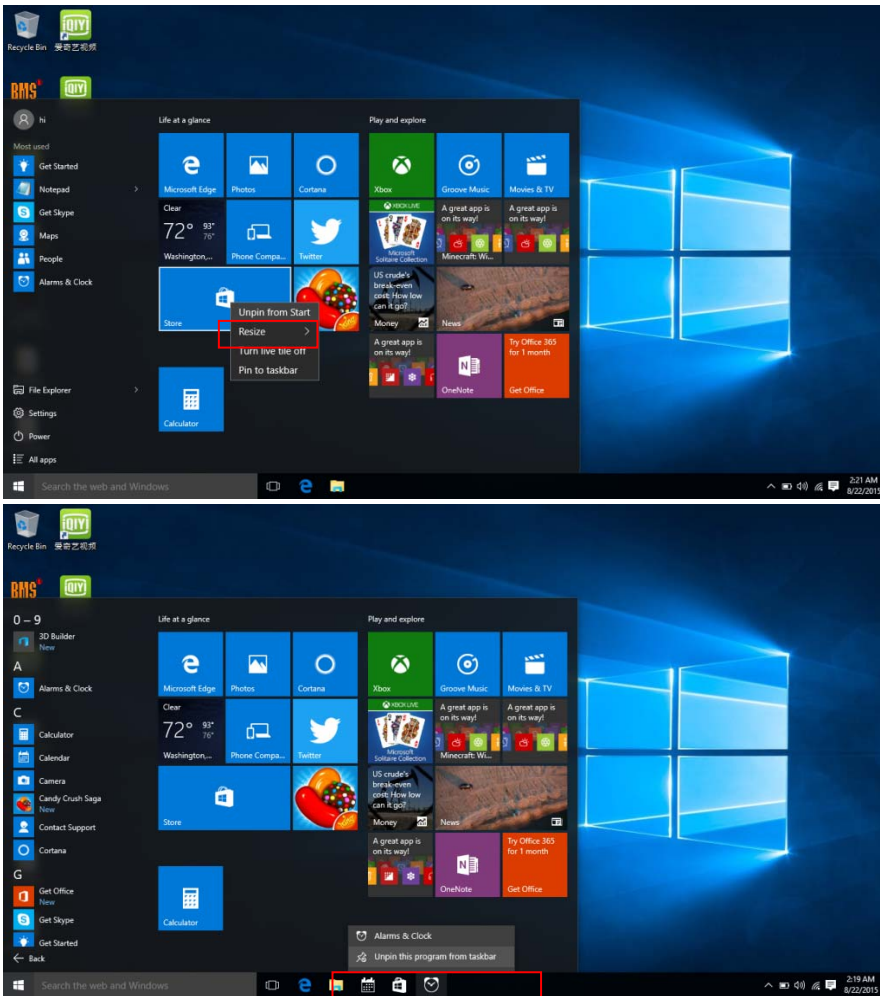 Recycle Bin
爱奇艺视频
QIY
BMS
QIY
hi
Life at a glance
Play and explore
Most used
Get Started
Notepad
Get Skype
Maps
People
Alarms & Clock
File Explorer
Settings
Power
All apps
Microsoft Edge
Photos
Cortana
Xbox
Groove Music
Movies & TV
Clear
72° 93°
76°
Washington,...
Phone Compa...
Twitter
XBOX LIVE
Microsoft
Solitaire Collection
A great app is
on its way!
Minecraft: Wi...
A great app is
on its way!
Store
Unpin from Start
Resize
Turn live tile off
Pin to taskbar
US crude's
break-even
cost: How low
can it go?
Money
News
A great app is
on its way!
N
OneNote
Try Office 365
for 1 month
Get Office
Calculator
Search the web and Windows
2:21 AM
8/22/2015
Recycle Bin
爱奇艺视频
QIY
BMS
QIY
0 – 9
3D Builder
New
A
Alarms & Clock
C
Calculator
Calendar
Camera
Candy Crush Saga
New
Contact Support
Cortana
G
Get Office
New
Get Skype
Get Started
Back
Life at a glance
Play and explore
Microsoft Edge
Photos
Cortana
Xbox
Groove Music
Movies & TV
Clear
72° 93°
76°
Washington,...
Phone Compa...
Twitter
XBOX LIVE
Microsoft
Solitaire Collection
A great app is
on its way!
Minecraft: Wi...
A great app is
on its way!
Store
US crude's
break-even
cost: How low
can it go?
Money
News
A great app is
on its way!
N
OneNote
Try Office 365
for 1 month
Get Office
Calculator
Alarms & Clock
Unpin this program from taskbar
Search the web and Windows
2:19 AM
8/22/2015